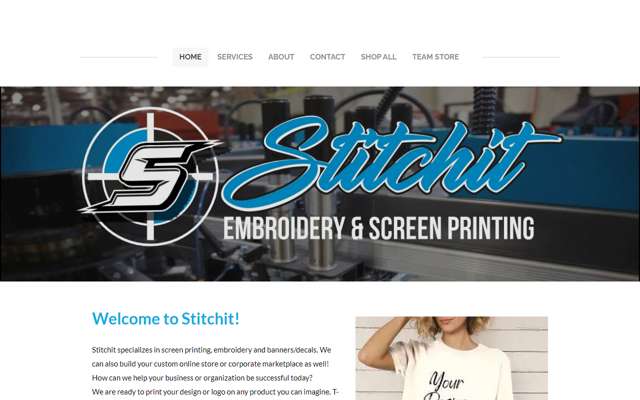 HOME SERVICES ABOUT CONTACT SHOP ALL TEAM STORE
S
Stitchit
EMBROIDERY & SCREEN PRINTING
Welcome to Stitchit!
Stitchit specializes in screen printing, embroidery and banners/decals. We
can also build your custom online store or corporate marketplace as well!
How can we help your business or organization be successful today?
We are ready to print your design or logo on any product you can imagine. T-
Your